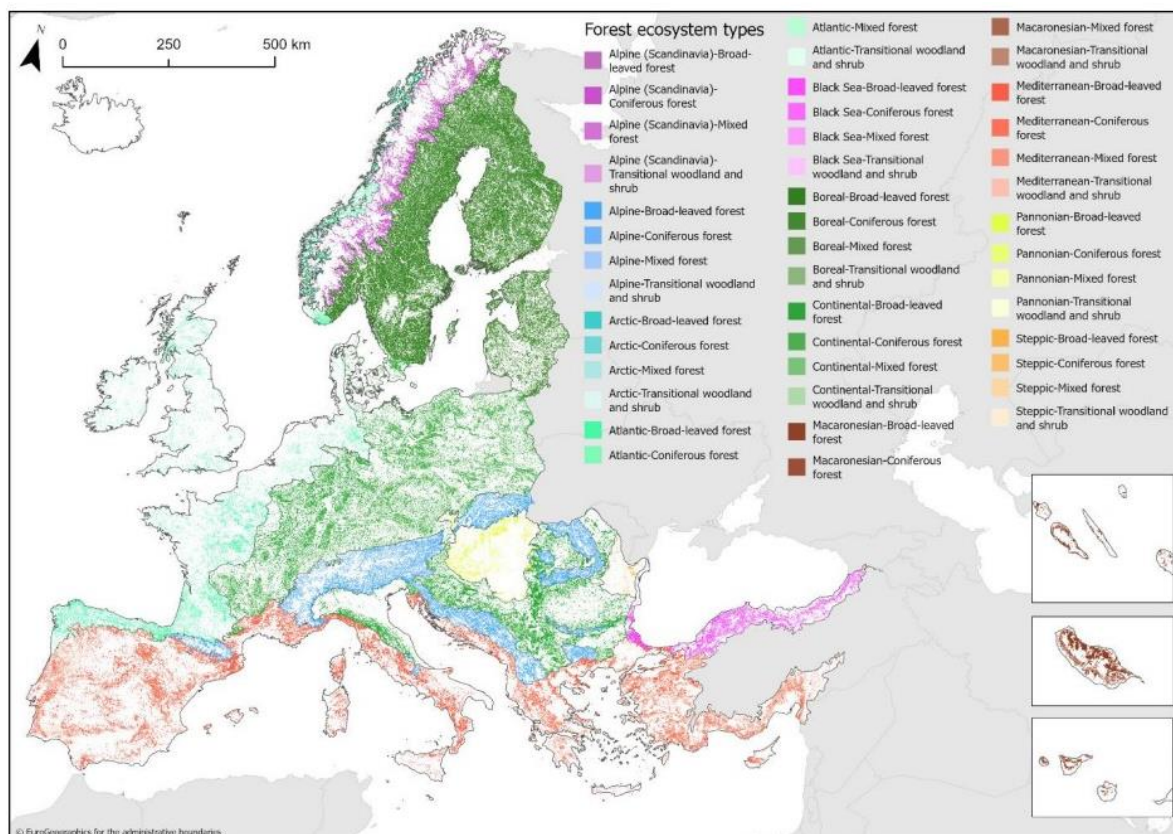 N
0 250 500 km
Forest ecosystem types
Alpine (Scandinavia)-Broad-
leaved forest
Alpine (Scandinavia)-
Coniferous forest
Alpine (Scandinavia)-Mixed
forest
Alpine (Scandinavia)-
Transitional woodland and
shrub
Alpine-Broad-leaved forest
Alpine-Coniferous forest
Alpine-Mixed forest
Alpine-Transitional woodland
and shrub
Arctic-Broad-leaved forest
Arctic-Coniferous forest
Arctic-Mixed forest
Arctic-Transitional woodland
and shrub
Atlantic-Broad-leaved forest
Atlantic-Coniferous forest
Atlantic-Mixed forest
Atlantic-Transitional woodland
and shrub
Black Sea-Broad-leaved forest
Black Sea-Coniferous forest
Black Sea-Mixed forest
Black Sea-Transitional
woodland and shrub
Boreal-Broad-leaved forest
Boreal-Coniferous forest
Boreal-Mixed forest
Boreal-Transitional woodland
and shrub
Continental-Broad-leaved
forest
Continental-Coniferous forest
Continental-Mixed forest
Continental-Transitional
woodland and shrub
Macaronesian-Broad-leaved
forest
Macaronesian-Coniferous
forest
Macaronesian-Mixed forest
Macaronesian-Transitional
woodland and shrub
Mediterranean-Broad-leaved
forest
Mediterranean-Coniferous
forest
Mediterranean-Mixed forest
Mediterranean-Transitional
woodland and shrub
Pannonian-Broad-leaved
forest
Pannonian-Coniferous forest
Pannonian-Mixed forest
Pannonian-Transitional
woodland and shrub
Steppic-Broad-leaved forest
Steppic-Coniferous forest
Steppic-Mixed forest
Steppic-Transitional woodland
and shrub
© EuroGeographics for the administrative boundaries